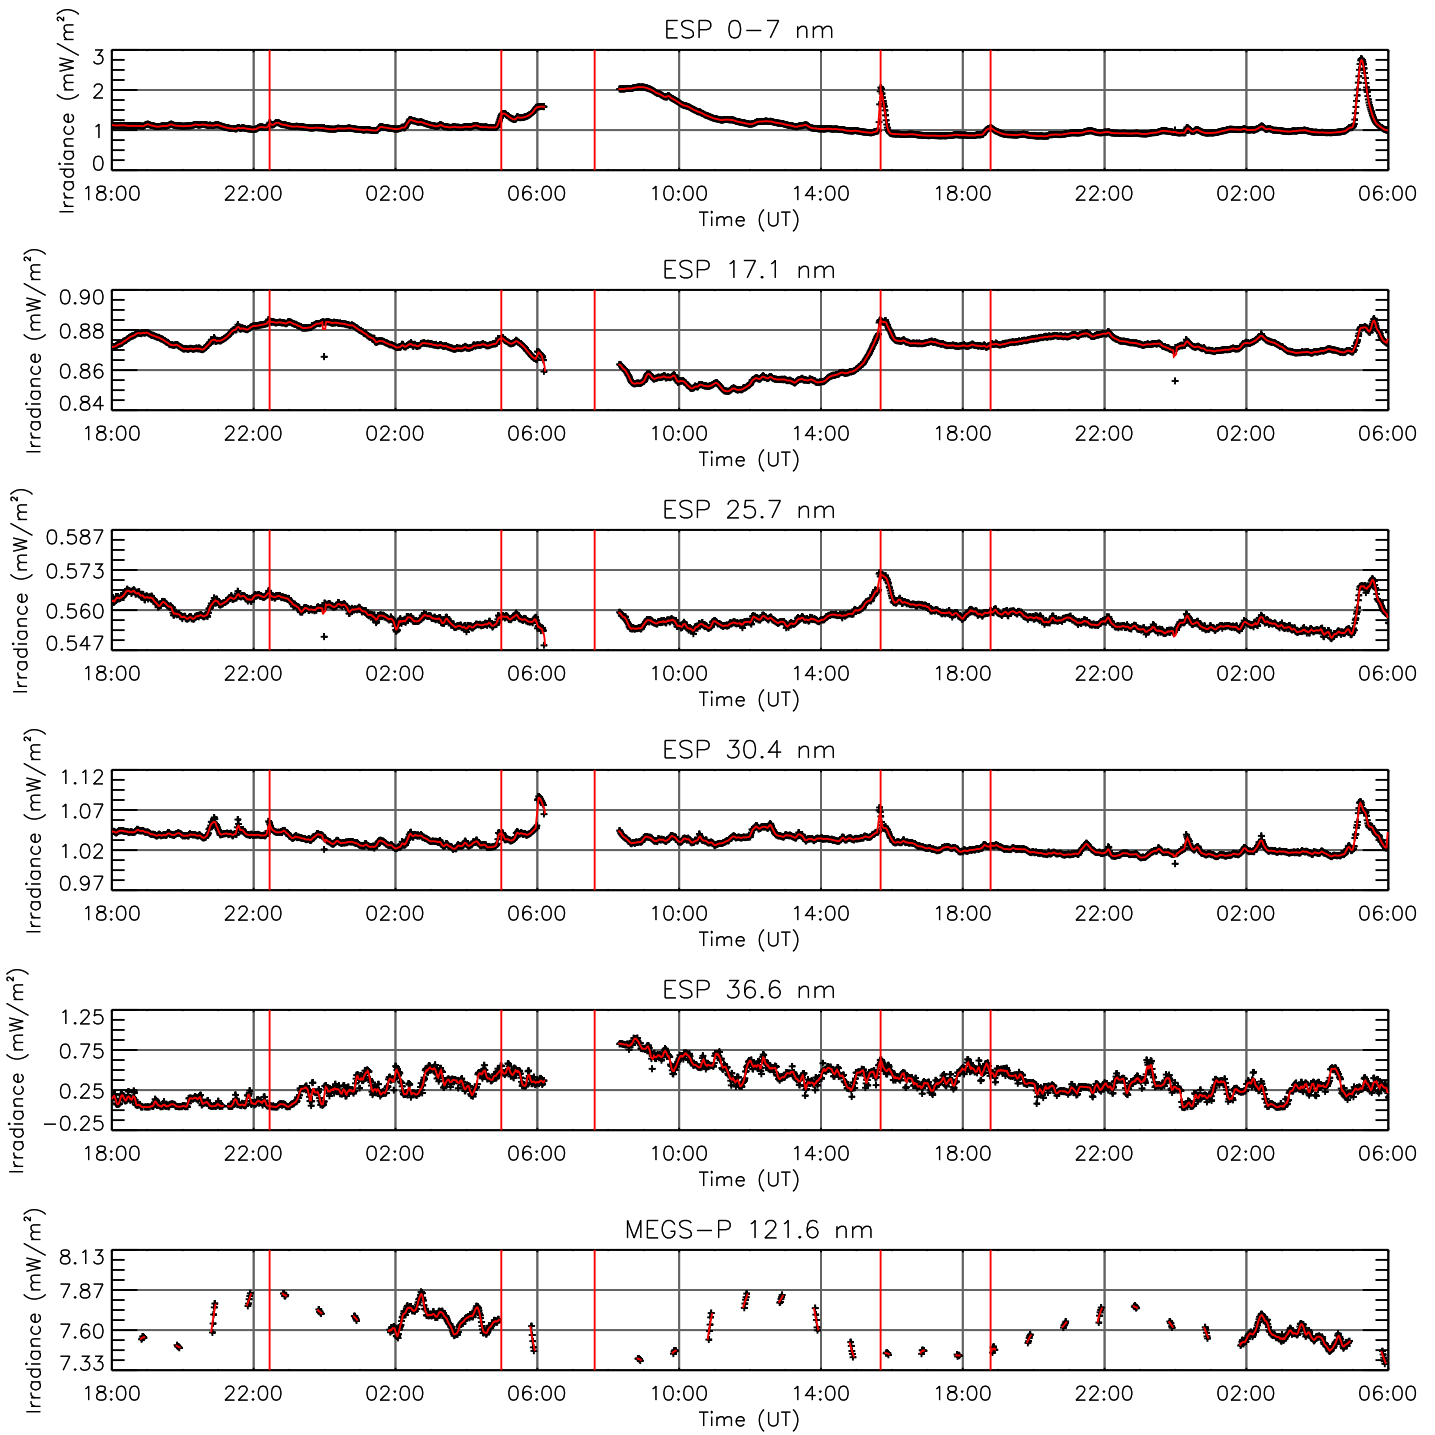 ESP 0-7 nm
Irradiance (mW/m²)
3
2
1
0
18:00 22:00 02:00 06:00 10:00 14:00 18:00 22:00 02:00 06:00
Time (UT)
ESP 17.1 nm
Irradiance (mW/m²)
0.90
0.88
0.86
0.84
18:00 22:00 02:00 06:00 10:00 14:00 18:00 22:00 02:00 06:00
Time (UT)
ESP 25.7 nm
Irradiance (mW/m²)
0.587
0.573
0.560
0.547
18:00 22:00 02:00 06:00 10:00 14:00 18:00 22:00 02:00 06:00
Time (UT)
ESP 30.4 nm
Irradiance (mW/m²)
1.12
1.07
1.02
0.97
18:00 22:00 02:00 06:00 10:00 14:00 18:00 22:00 02:00 06:00
Time (UT)
ESP 36.6 nm
Irradiance (mW/m²)
1.25
0.75
0.25
-0.25
18:00 22:00 02:00 06:00 10:00 14:00 18:00 22:00 02:00 06:00
Time (UT)
MEGS-P 121.6 nm
Irradiance (mW/m²)
8.13
7.87
7.60
7.33
18:00 22:00 02:00 06:00 10:00 14:00 18:00 22:00 02:00 06:00
Time (UT)